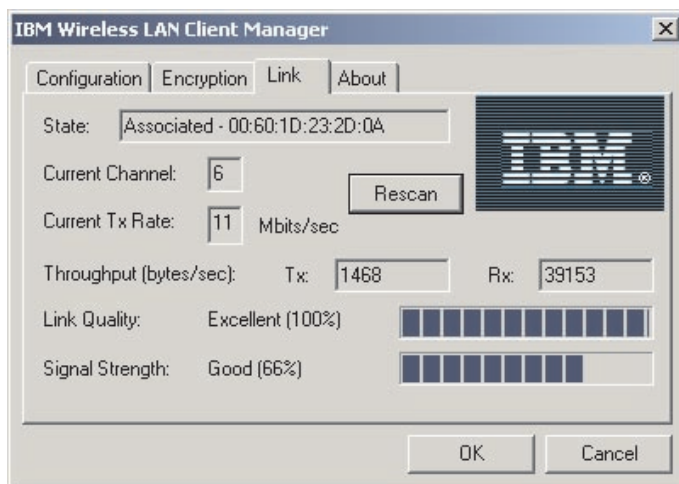 IBM Wireless LAN Client Manager
Configuration Encryption Link About
State: Associated - 00:60:1D:23:2D:0A
IBM®
Current Channel: 6
Rescan
Current Tx Rate: 11 Mbits/sec
Throughput (bytes/sec): Tx: 1468 Rx: 39153
Link Quality: Excellent (100%)
Signal Strength: Good (66%)
OK Cancel